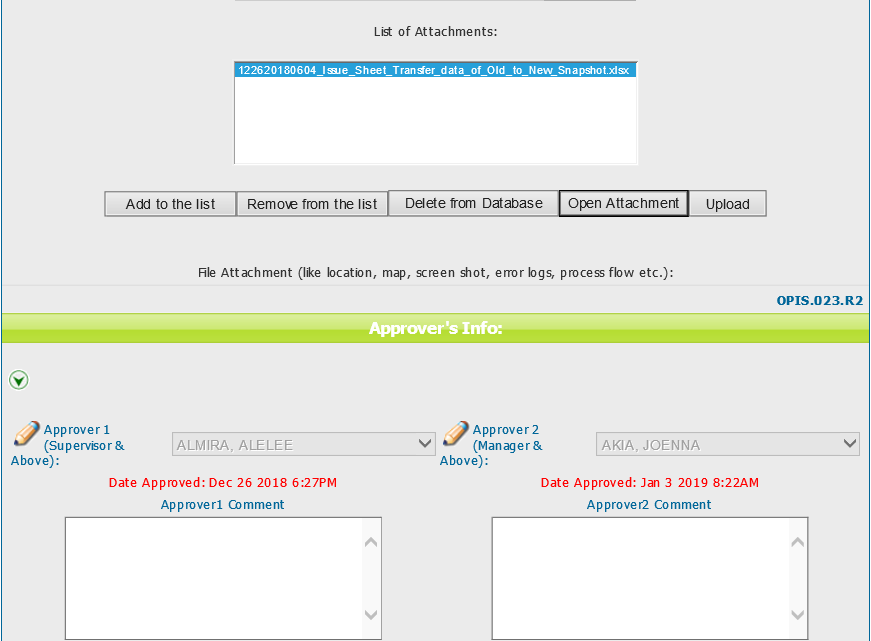 List of Attachments:
122620180604_Issue_Sheet_Transfer_data_of_Old_to_New_Snapshot.xlsx
Add to the list Remove from the list Delete from Database Open Attachment Upload
File Attachment (like location, map, screen shot, error logs, process flow etc.):
OPIS.023.R2
Approver's Info:
Approver 1
(Supervisor &
Above):
ALMIRA, ALELEE
Approver 2
(Manager &
Above):
AKIA, JOENNA
Date Approved: Dec 26 2018 6:27PM
Date Approved: Jan 3 2019 8:22AM
Approver1 Comment
Approver2 Comment